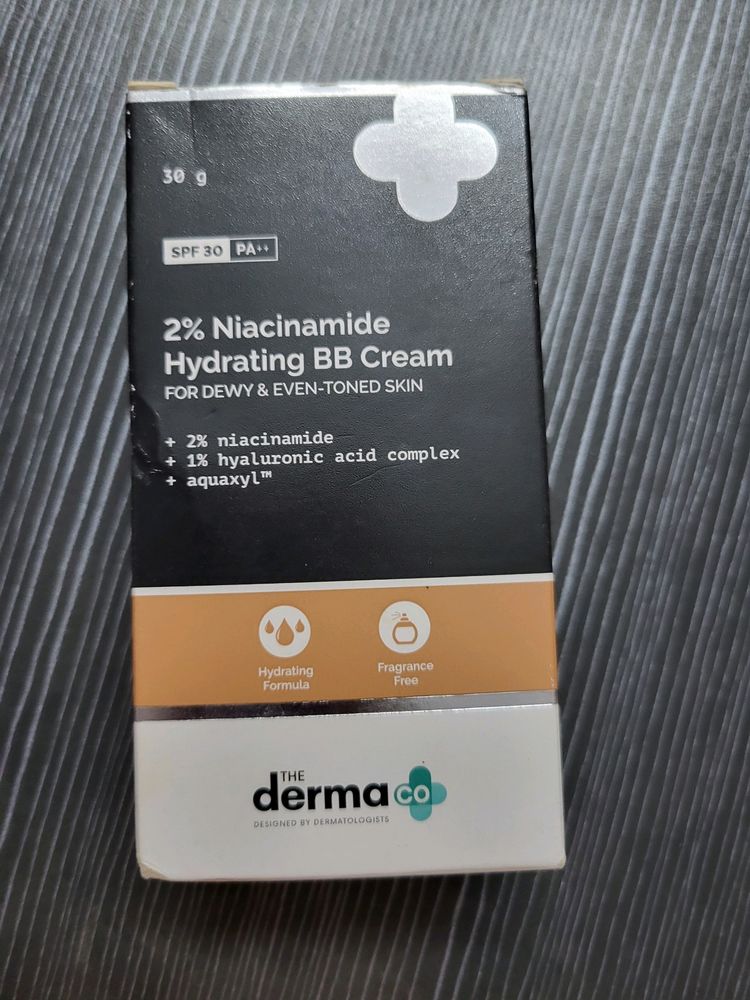 30 g
SPF 30 PA++
2% Niacinamide
Hydrating BB Cream
FOR DEWY & EVEN-TONED SKIN
+ 2% niacinamide
+ 1% hyaluronic acid complex
+ aquaxyl™
Hydrating
Formula
Fragrance
Free
THE
derma co
DESIGNED BY DERMATOLOGISTS